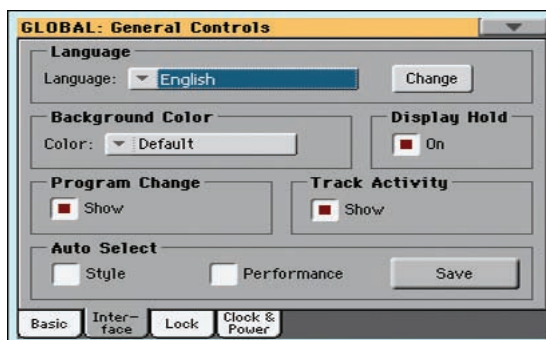 GLOBAL: General Controls
Language
Language: English Change
Background Color
Display Hold
Color: Default
On
Program Change
Track Activity
Show
Show
Auto Select
Style Performance Save
Basic
Inter-
face
Lock
Clock &
Power